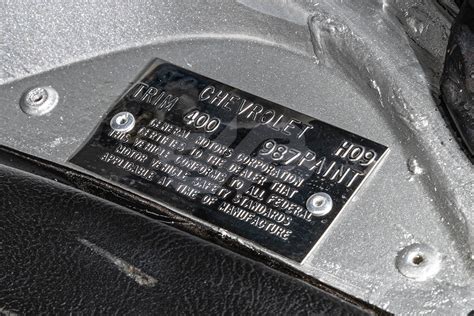 CHEVROLET H09
TRIM 400 987PAINT
GENERAL MOTORS CORPORATION
CERTIFIES TO THE DEALER THAT
THIS VEHICLE CONFORMS TO ALL FEDERAL
MOTOR VEHICLE SAFETY STANDARDS
APPLICABLE AT TIME OF MANUFACTURE